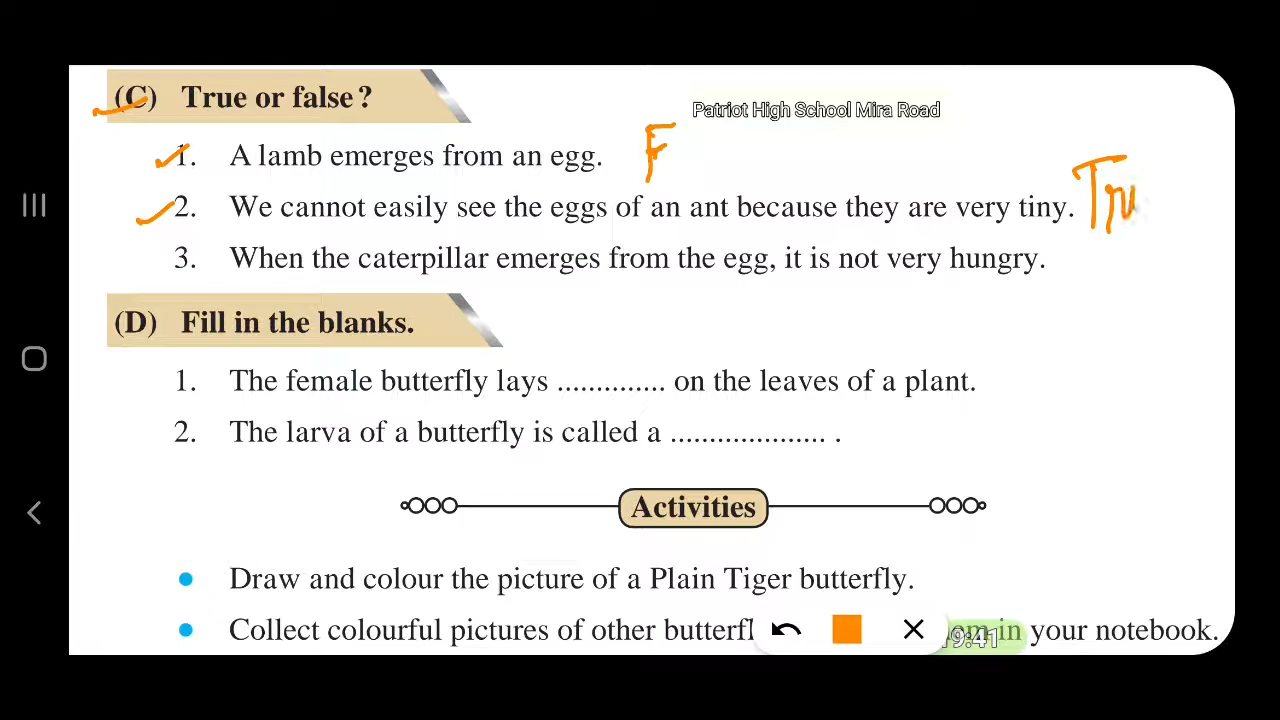 (C) True or false?
Patriot High School Mira Road
1. A lamb emerges from an egg. F
2. We cannot easily see the eggs of an ant because they are very tiny. Tru
3. When the caterpillar emerges from the egg, it is not very hungry.
(D) Fill in the blanks.
1. The female butterfly lays .............. on the leaves of a plant.
2. The larva of a butterfly is called a .................... .
Activities
Draw and colour the picture of a Plain Tiger butterfly.
Collect colourful pictures of other butterfl in your notebook.
19:41